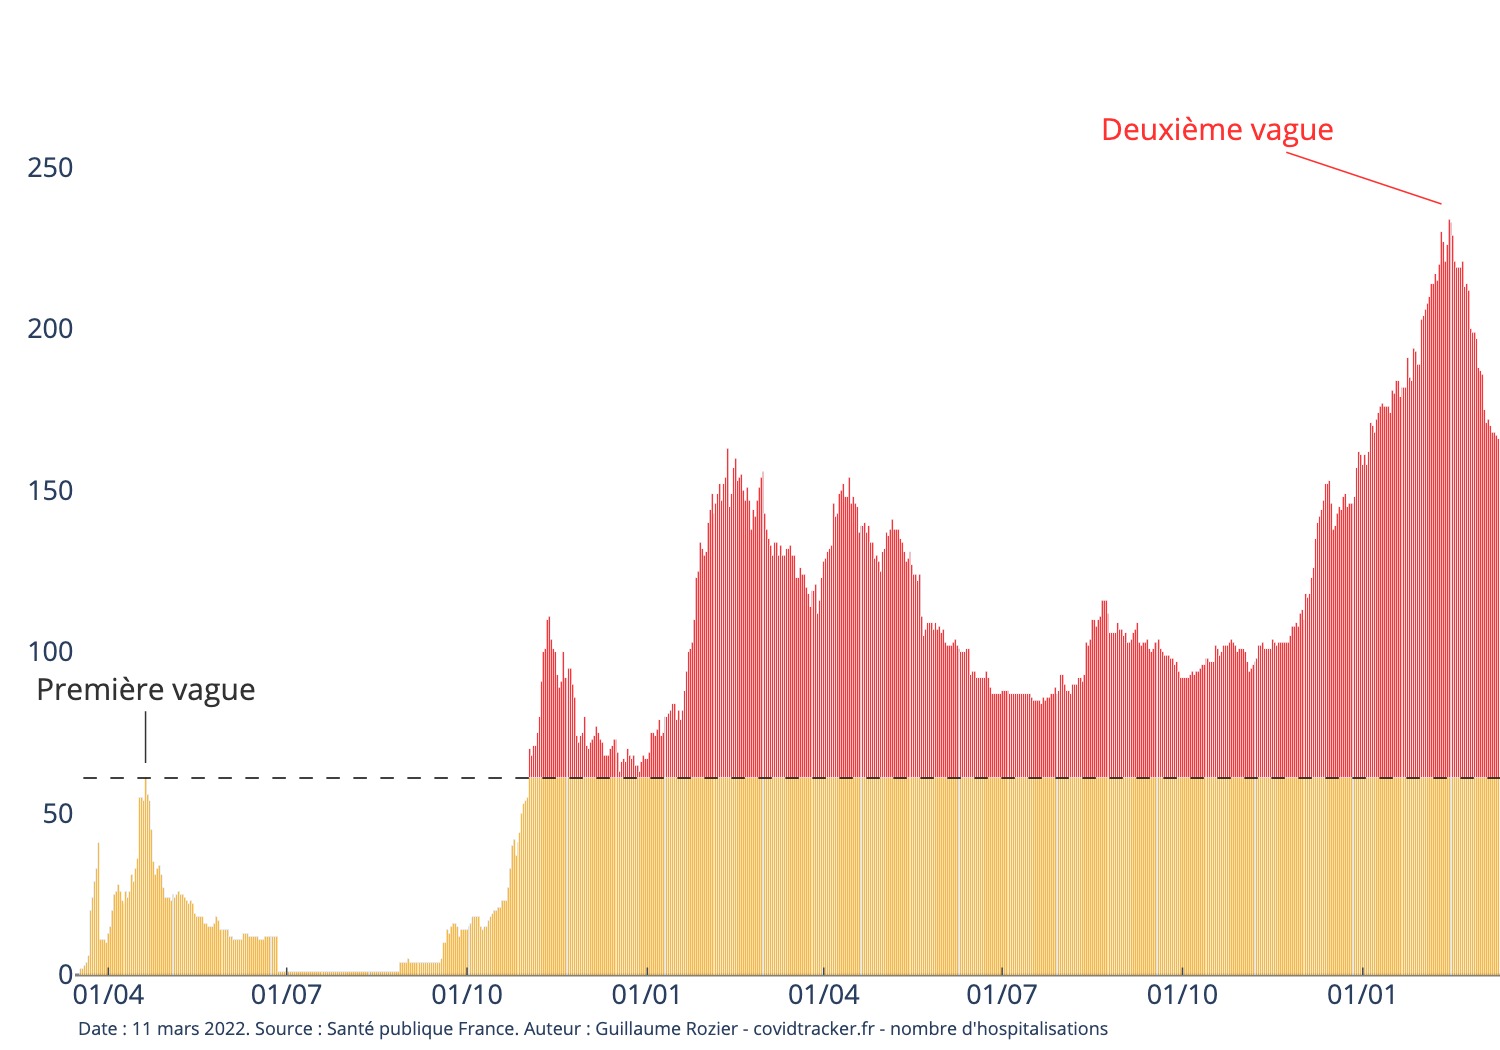 Deuxième vague
250
200
150
100
Première vague
50
0
01/04 01/07 01/10 01/01 01/04 01/07 01/10 01/01
Date : 11 mars 2022. Source : Santé publique France. Auteur : Guillaume Rozier - covidtracker.fr - nombre d'hospitalisations